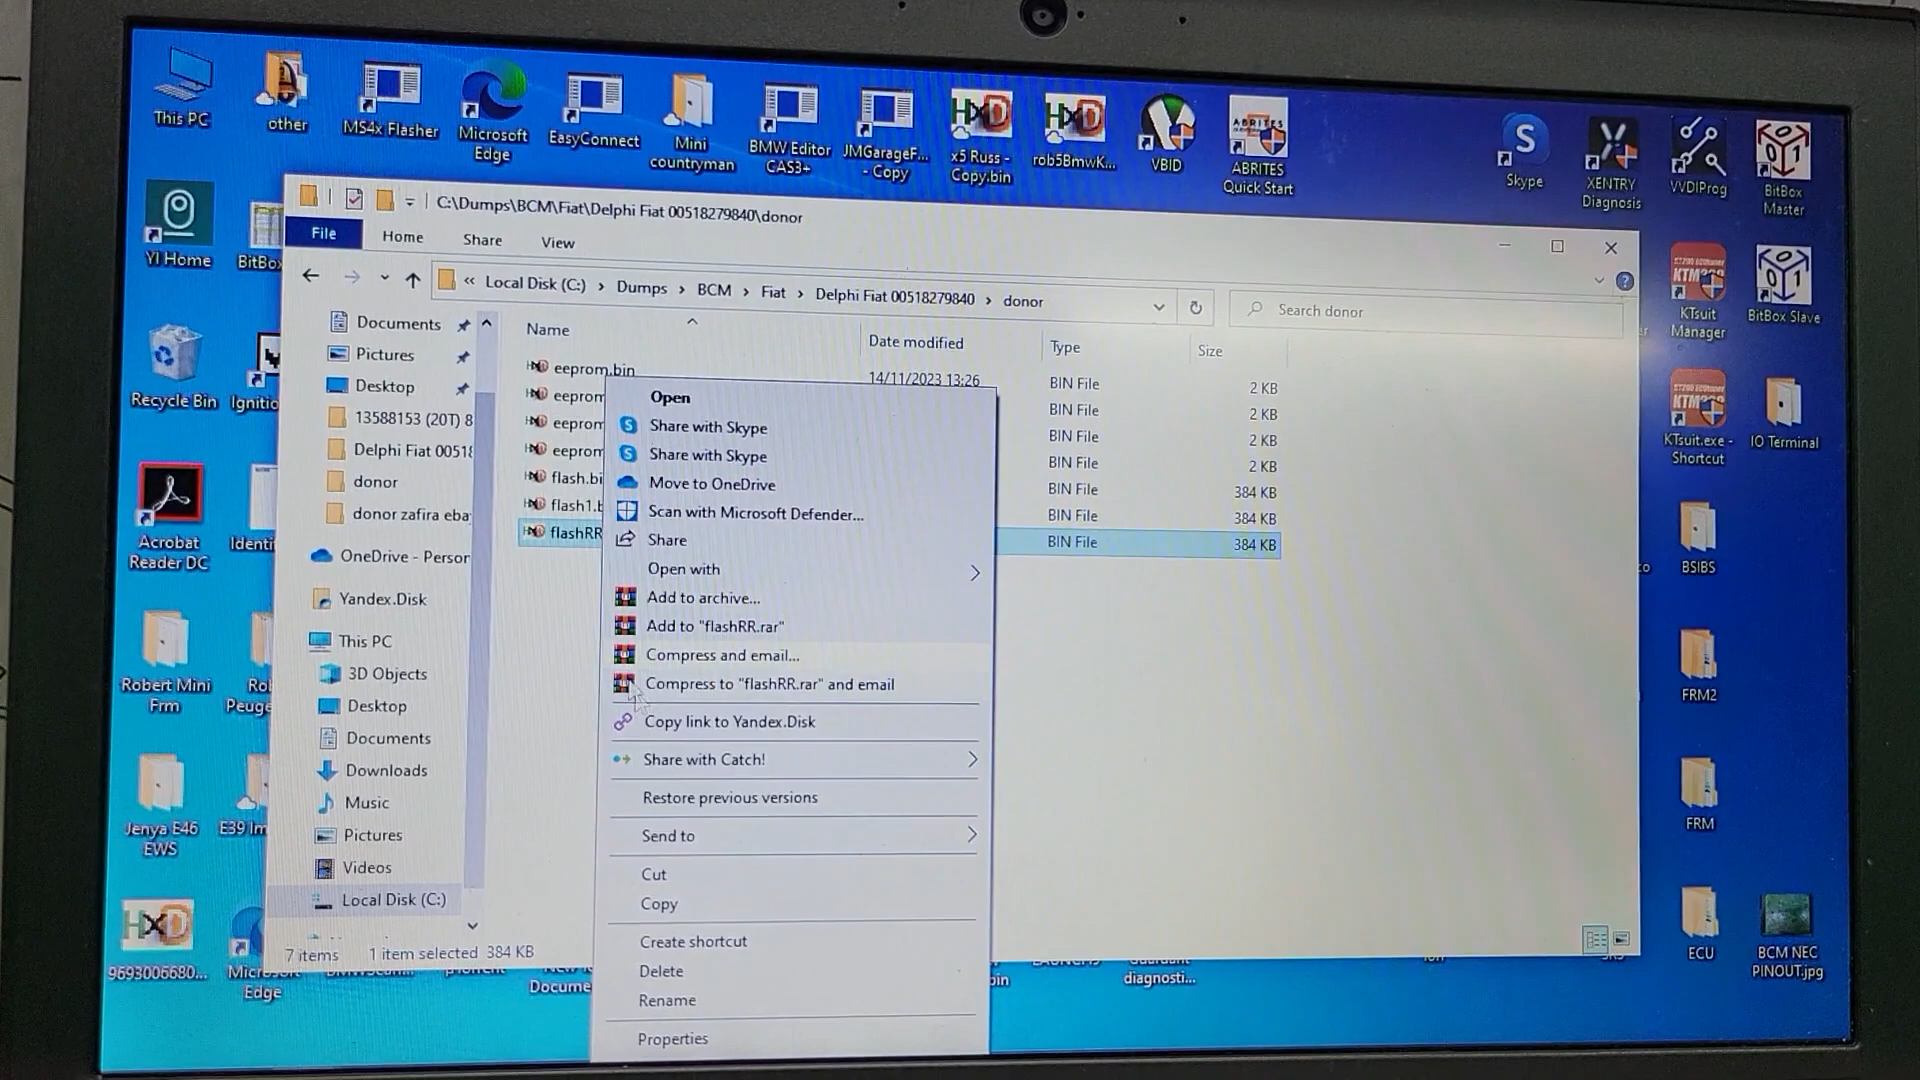 This PC
other
MS4x Flasher
Microsoft
Edge
EasyConnect
Mini
countryman
BMW Editor
CAS3+
JMGarageF...
- Copy
HXD
x5 Russ -
Copy.bin
HXD
rob5BmwK...
VBID
ABRITES
ABRITES
Quick Start
S
Skype
XENTRY
Diagnosis
VVDIProg
BitBox
Master
C:\Dumps\BCM\Fiat\Delphi Fiat 00518279840\donor
File
Home
Share
View
« Local Disk (C:) > Dumps > BCM > Fiat > Delphi Fiat 00518279840 > donor
Search donor
YI Home
BitBox
Recycle Bin
Ignitio
Acrobat
Reader DC
Identi
Robert Mini
Frm
Ro
Peuge
Jenya E46
EWS
E39 Im
HXD
9693006680...
Edge
Documents
Pictures
Desktop
13588153 (20T) 8
Delphi Fiat 0051
donor
donor zafira eba
OneDrive - Person
Yandex.Disk
This PC
3D Objects
Desktop
Documents
Downloads
Music
Pictures
Videos
Local Disk (C:)
7 items
1 item selected 384 KB
Name
Date modified
Type
Size
eeprom.bin
14/11/2023 13:26
BIN File
2 KB
eeprom
BIN File
2 KB
eeprom
BIN File
2 KB
eeprom
BIN File
2 KB
flash.bi
BIN File
384 KB
flash1.b
BIN File
384 KB
flashRR
BIN File
384 KB
Open
Share with Skype
Share with Skype
Move to OneDrive
Scan with Microsoft Defender...
Share
Open with
Add to archive...
Add to "flashRR.rar"
Compress and email...
Compress to "flashRR.rar" and email
Copy link to Yandex.Disk
Share with Catch!
Restore previous versions
Send to
Cut
Copy
Create shortcut
Delete
Rename
Properties
KTsuit
Manager
BitBox Slave
KTsuit.exe -
Shortcut
IO Terminal
BSIBS
FRM2
FRM
ECU
BCM NEC
PINOUT.jpg
Docume
diagnosti...